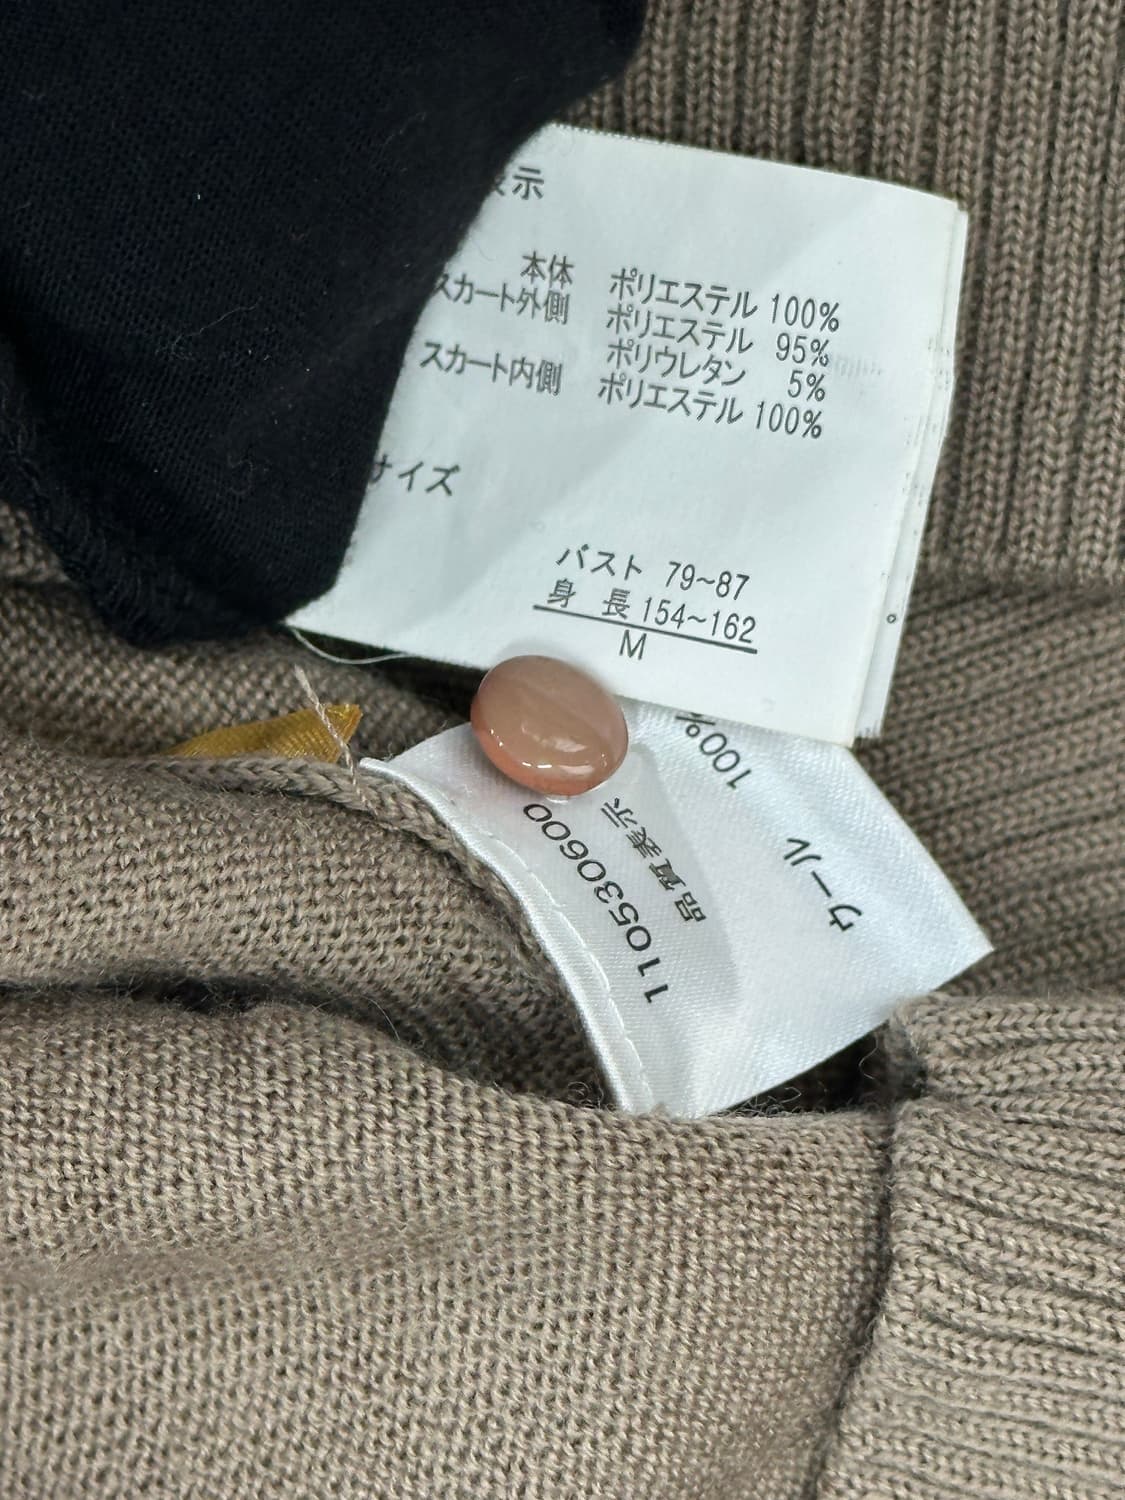 表示
本体 ポリエステル 100%
スカート外側 ポリエステル 95%
ポリウレタン 5%
スカート内側 ポリエステル 100%
サイズ
バスト 79~87
身 長 154~162
M
110530600
品質表示
ウール 100%